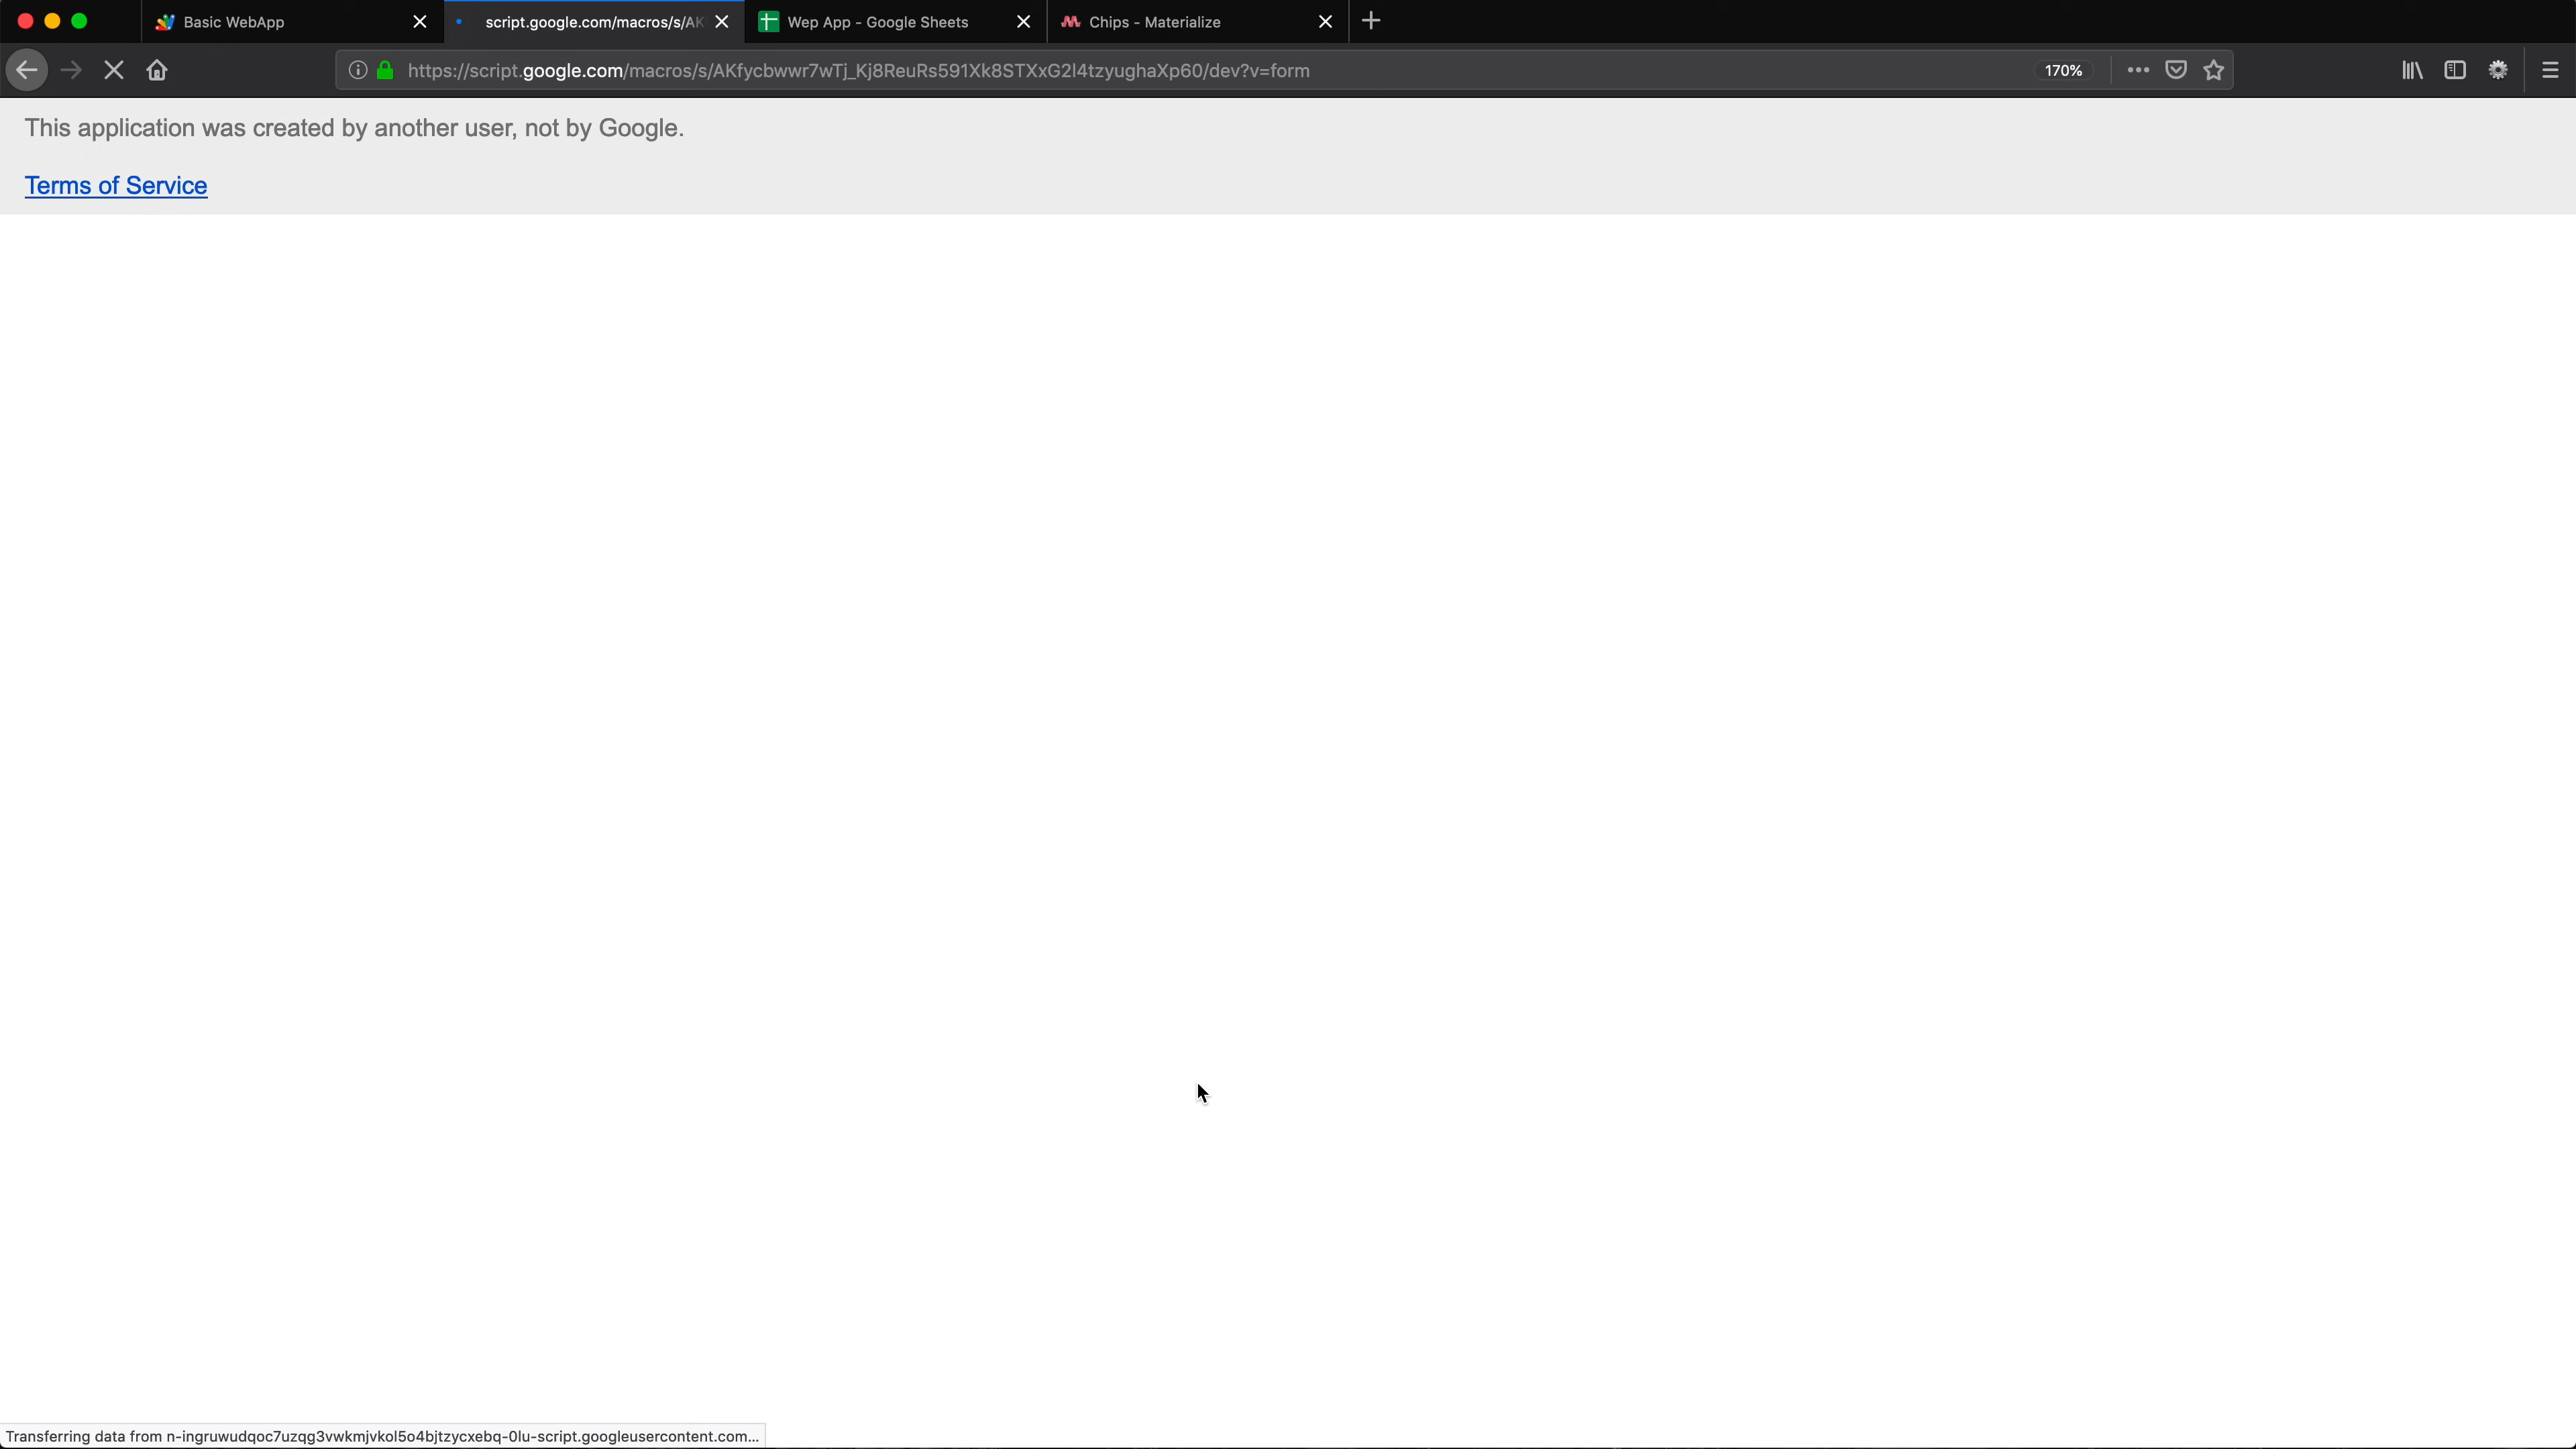 Basic WebApp
script.google.com/macros/s/AK
Wep App - Google Sheets
Chips - Materialize
https://script.google.com/macros/s/AKfycbwwr7wTj_Kj8ReuRs591Xk8STXxG2l4tzyughaXp60/dev?v=form
170%
This application was created by another user, not by Google.
Terms of Service
Transferring data from n-ingruwudqoc7uzqg3vwkmjvkol5o4bjtzycxebq-0lu-script.googleusercontent.com...